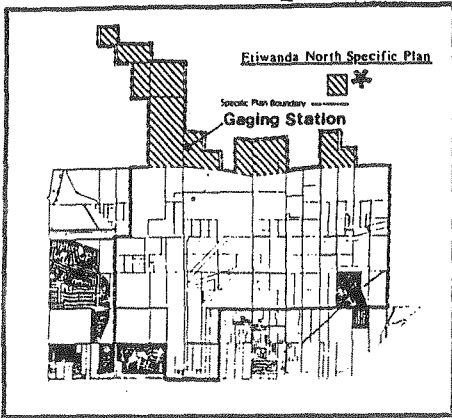 Etiwanda North Specific Plan
Specific Plan Boundary
Gaging Station